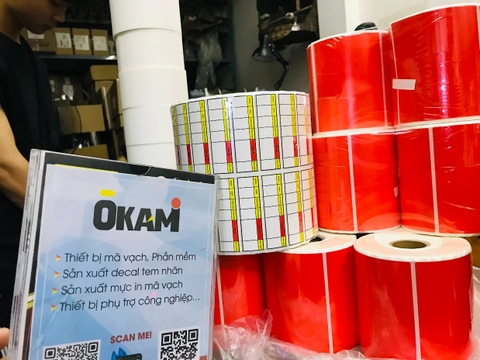 ŌKAMI
Thiết bị mã vạch, Phần mềm
Sản xuất decal tem nhãn
Sản xuất mực in mã vạch
Thiết bị phụ trợ công nghiệp...
SCAN ME!